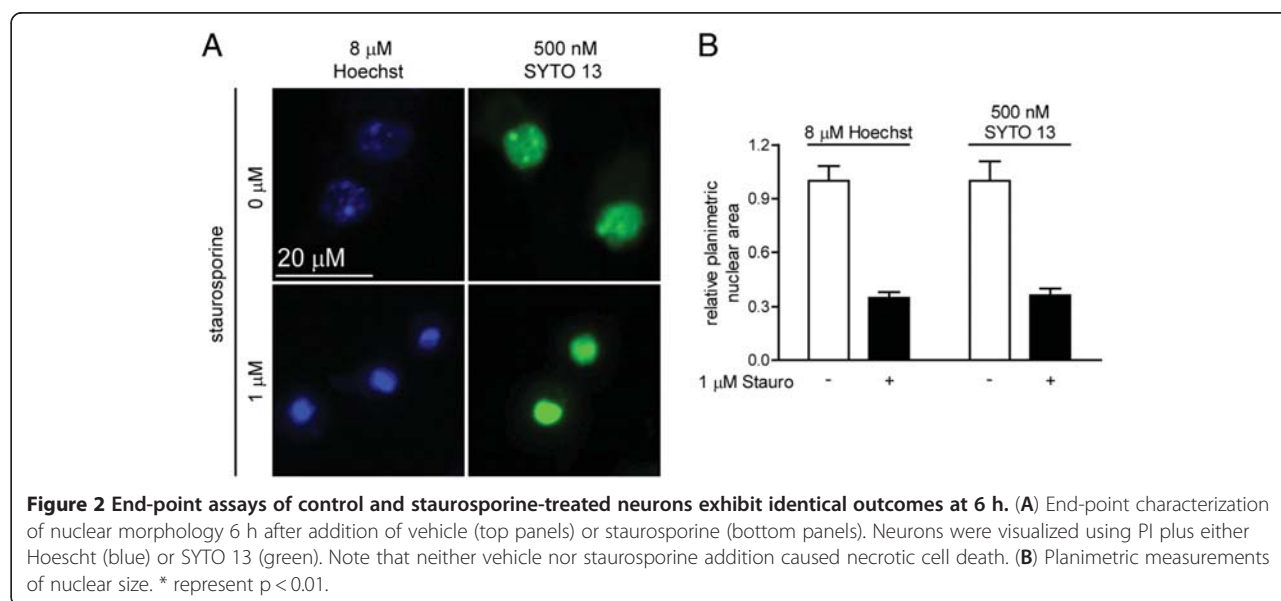 A
8 μM
Hoechst
500 nM
SYTO 13
staurosporine
0 μM
20 μM
1 μM
B
8 μM Hoechst
500 nM
SYTO 13
relative planimetric
nuclear area
1.2
0.9
0.6
0.3
0.0
1 μM Stauro - + - +
Figure 2 End-point assays of control and staurosporine-treated neurons exhibit identical outcomes at 6 h. (A) End-point characterization
of nuclear morphology 6 h after addition of vehicle (top panels) or staurosporine (bottom panels). Neurons were visualized using PI plus either
Hoescht (blue) or SYTO 13 (green). Note that neither vehicle nor staurosporine addition caused necrotic cell death. (B) Planimetric measurements
of nuclear size. * represent p < 0.01.